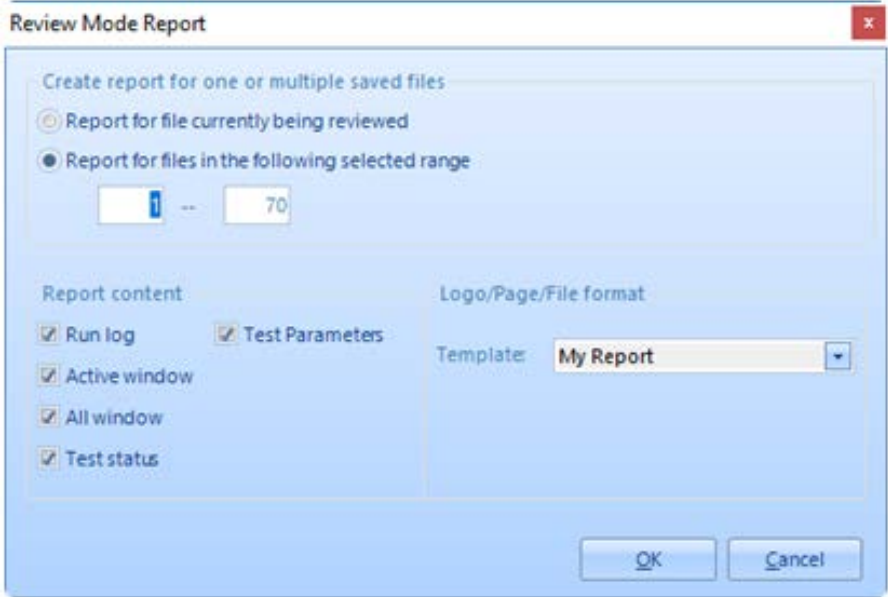 Review Mode Report
x
Create report for one or multiple saved files
Report for file currently being reviewed
Report for files in the following selected range
1 -- 70
Report content
Run log Test Parameters
Active window
All window
Test status
Logo/Page/File format
Template: My Report
OK Cancel